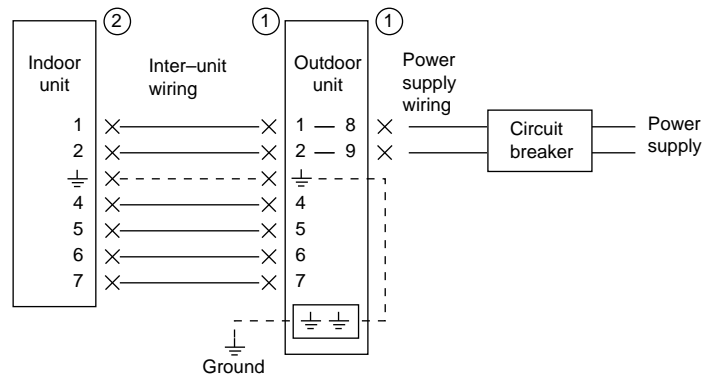 2
1
1
Indoor
unit
Inter–unit
wiring
Outdoor
unit
Power
supply
wiring
1
1 — 8
2
2 — 9
4
4
5
5
6
6
7
7
Circuit
breaker
Power
supply
Ground